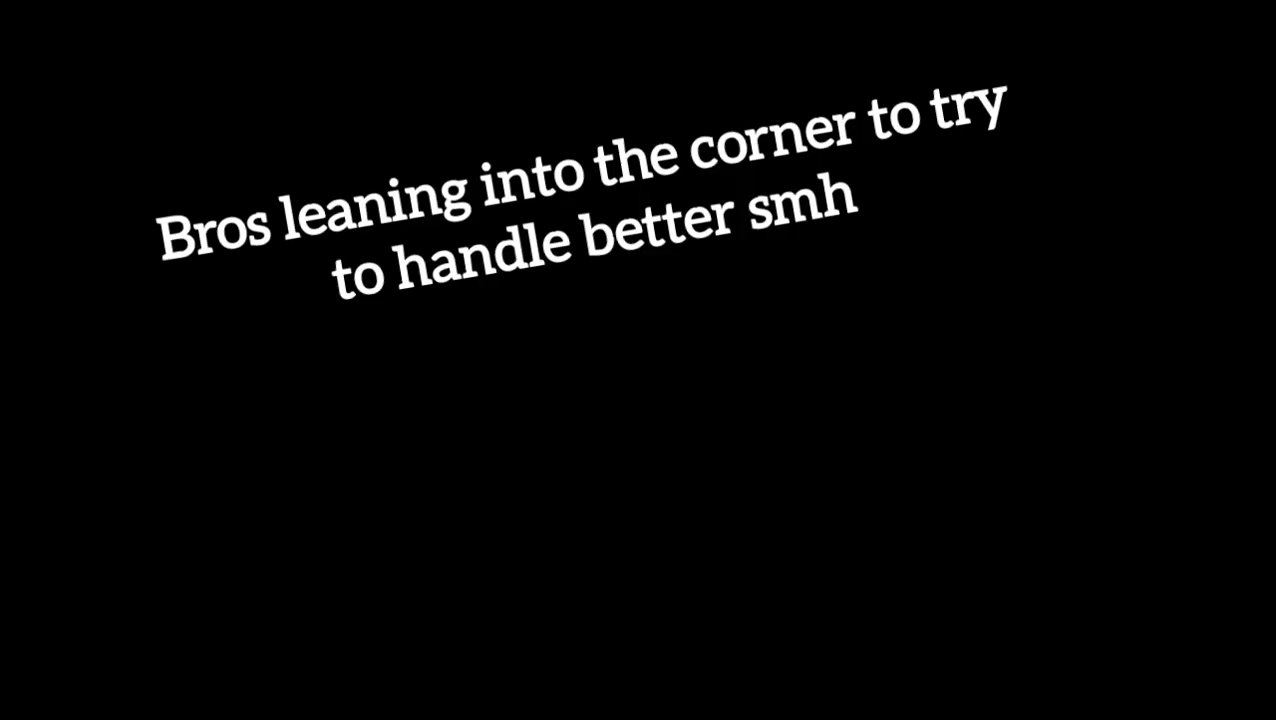 Bros leaning into the corner to try
to handle better smh